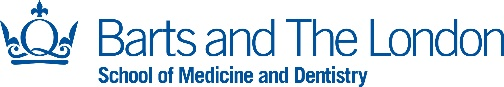 Barts and The London
School of Medicine and Dentistry